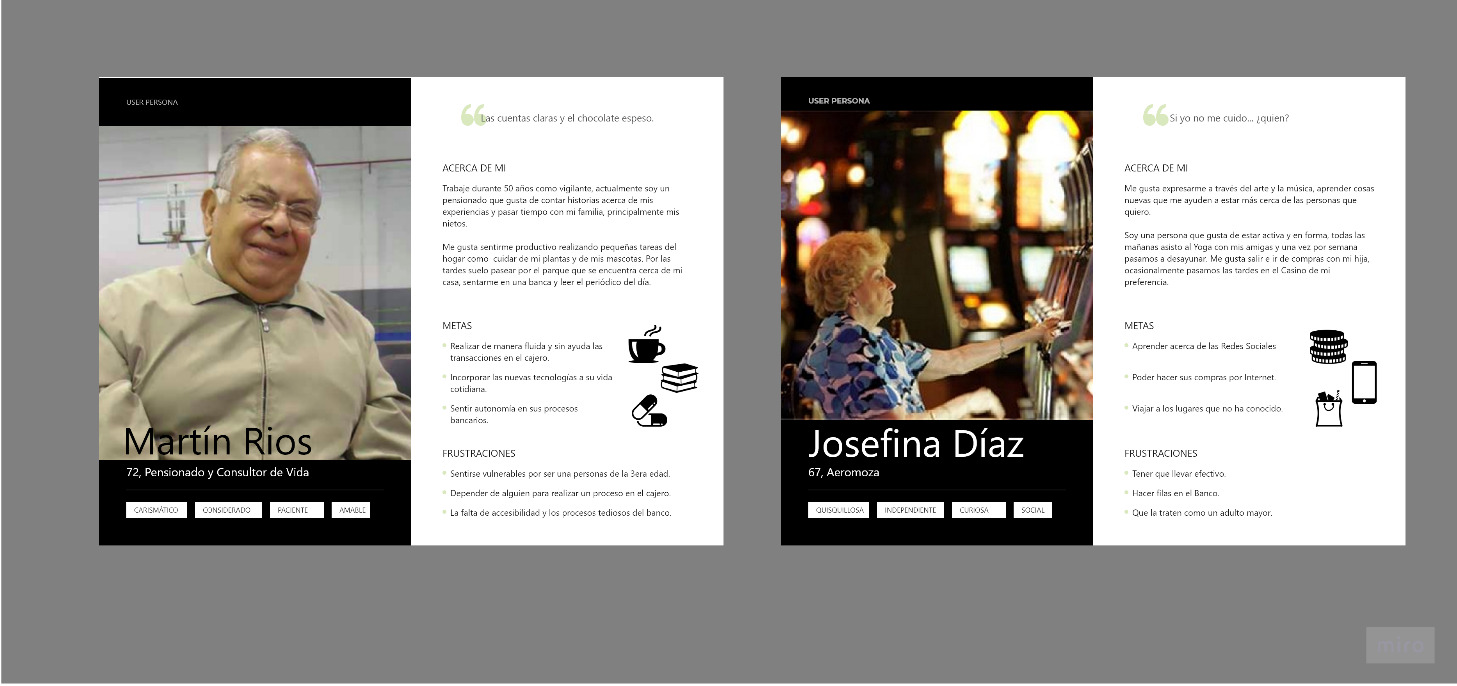 USER PERSONA
Martín Rios
72, Pensionado y Consultor de Vida
CARISMÁTICO
CONSIDERADO
PACIENTE
AMABLE
Las cuentas claras y el chocolate espeso.
ACERCA DE MI
Trabaje durante 50 años como vigilante, actualmente soy un
pensionado que gusta de contar historias acerca de mis
experiencias y pasar tiempo con mi familia, principalmente mis
nietos.
Me gusta sentirme productivo realizando pequeñas tareas del
hogar como cuidar de mi plantas y de mis mascotas. Por las
tardes suelo pasear por el parque que se encuentra cerca de mi
casa, sentarme en una banca y leer el periódico del día.
METAS
Realizar de manera fluida y sin ayuda las
transacciones en el cajero.
Incorporar las nuevas tecnologías a su vida
cotidiana.
Sentir autonomía en sus procesos
bancarios.
FRUSTRACIONES
Sentirse vulnerables por ser una personas de la 3era edad.
Depender de alguien para realizar un proceso en el cajero.
La falta de accesibilidad y los procesos tediosos del banco.
USER PERSONA
Josefina Díaz
67, Aeromoza
QUISQUILLOSA
INDEPENDIENTE
CURIOSA
SOCIAL
Si yo no me cuido... ¿quien?
ACERCA DE MI
Me gusta expresarme a través del arte y la música, aprender cosas
nuevas que me ayuden a estar más cerca de las personas que
quiero.
Soy una persona que gusta de estar activa y en forma, todas las
mañanas asisto al Yoga con mis amigas y una vez por semana
pasamos a desayunar. Me gusta salir e ir de compras con mi hija,
ocasionalmente pasamos las tardes en el Casino de mi
preferencia.
METAS
Aprender acerca de las Redes Sociales
Poder hacer sus compras por Internet.
Viajar a los lugares que no ha conocido.
FRUSTRACIONES
Tener que llevar efectivo.
Hacer filas en el Banco.
Que la traten como un adulto mayor.
miro